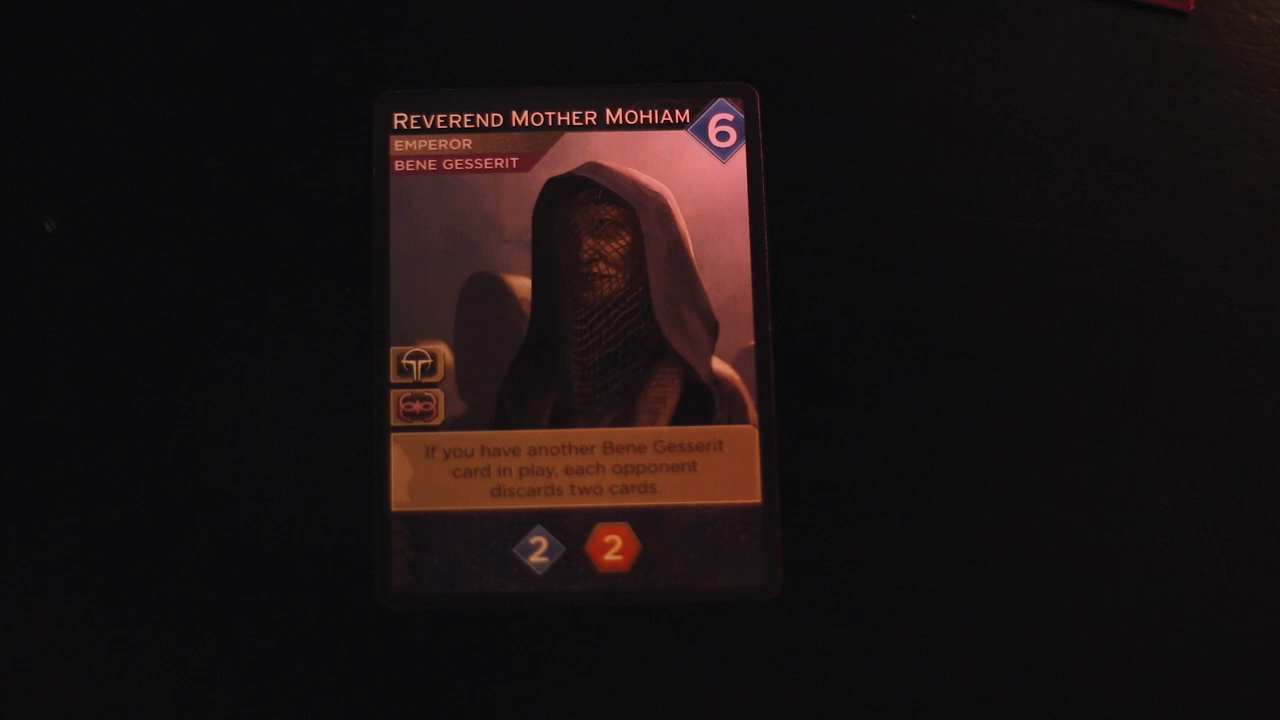 REVEREND MOTHER MOHIAM
6
EMPEROR
BENE GESSERIT
If you have another Bene Gesserit
card in play, each opponent
discards two cards.
2 2